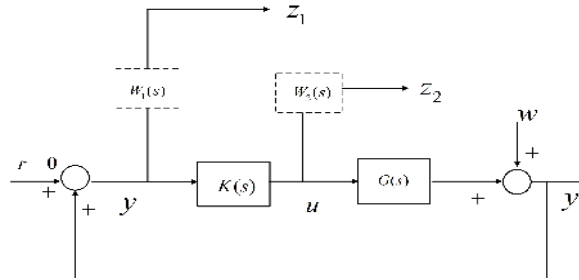 z₁
W₁(s)
W₂(s)
z₂
w
r 0
+
+
y
K(s)
u
G(s)
+
+
y